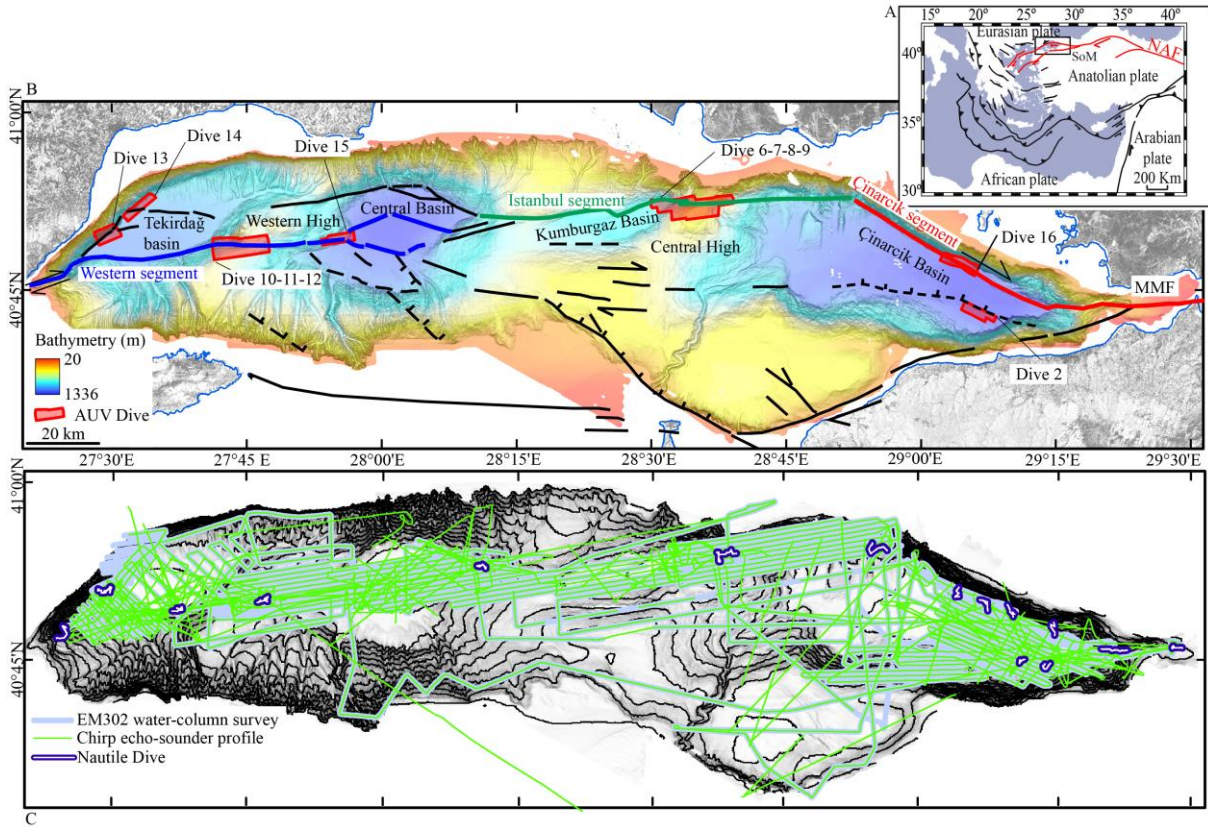 A
15° 20° 25° 30° 35° 40°
40°
35°
30°
Eurasian plate
NAF
SoM
Anatolian plate
Arabian
plate
African plate
200 Km
B
41°00'N
40°45'N
Dive 14
Dive 13
Dive 15
Dive 6-7-8-9
Tekirdağ
basin
Western High
Central Basin
Istanbul segment
Kumburgaz Basin
Central High
Çınarcık segment
Çınarcık Basin
Dive 16
MMF
Western segment
Dive 10-11-12
Dive 2
Bathymetry (m)
20
1336
AUV Dive
20 km
27°30E 27°45 E 28°00'E 28°15'E 28°30'E 28°45'E 29°00'E 29°15'E 29°30'E
41°00'N
40°45'N
EM302 water-column survey
Chirp echo-sounder profile
Nautile Dive
C